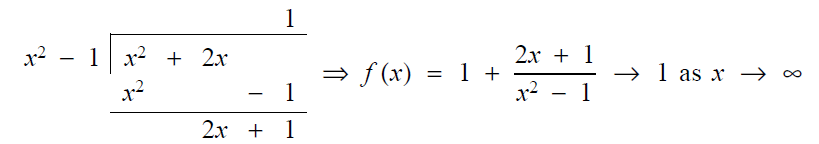 1
x² − 1 | x² + 2x
x² − 1
2x + 1
⇒ f(x) = 1 + (2x + 1)/(x² − 1) → 1 as x → ∞